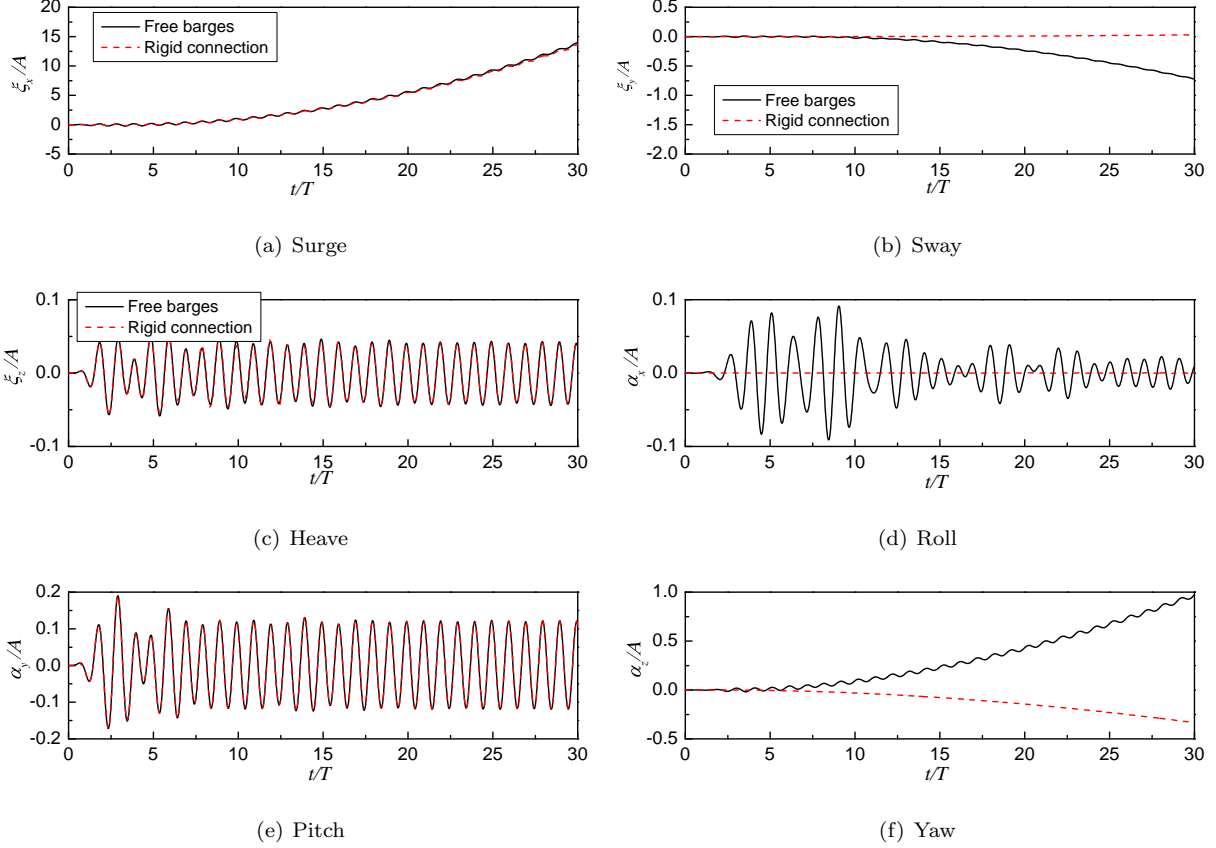 20
15
10
5
0
-5
ξx/A
Free barges
Rigid connection
0 5 10 15 20 25 30
t/T
(a) Surge
0.5
0.0
-0.5
-1.0
-1.5
-2.0
ξy/A
Free barges
Rigid connection
0 5 10 15 20 25 30
t/T
(b) Sway
0.1
0.0
-0.1
ξz/A
Free barges
Rigid connection
0 5 10 15 20 25 30
t/T
(c) Heave
0.1
0.0
-0.1
αx/A
0 5 10 15 20 25 30
t/T
(d) Roll
0.2
0.1
0.0
-0.1
-0.2
αy/A
0 5 10 15 20 25 30
t/T
(e) Pitch
1.0
0.5
0.0
-0.5
αz/A
0 5 10 15 20 25 30
t/T
(f) Yaw